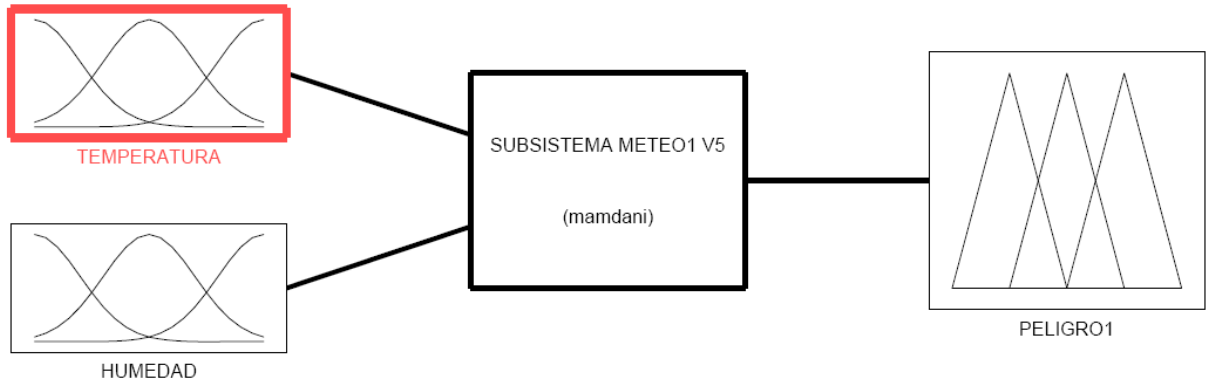 TEMPERATURA
HUMEDAD
SUBSISTEMA METEO1 V5
(mamdani)
PELIGRO1